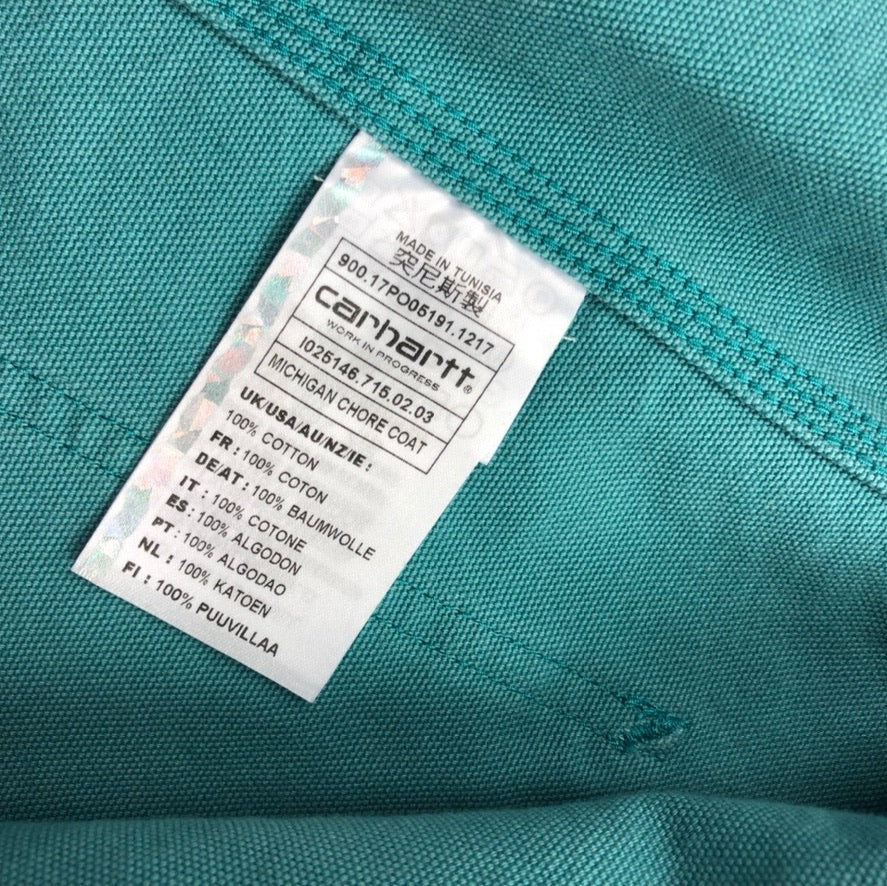 MADE IN TUNISIA
突尼斯製
900.17PO05191.1217
carhartt®
WORK IN PROGRESS
I025146.715.02.03
MICHIGAN CHORE COAT
UK/USA/AU/NZ/IE :
100% COTTON
FR : 100% COTON
DE/AT : 100% BAUMWOLLE
IT : 100% COTONE
ES : 100% ALGODON
PT : 100% ALGODAO
NL : 100% KATOEN
FI : 100% PUUVILLAA